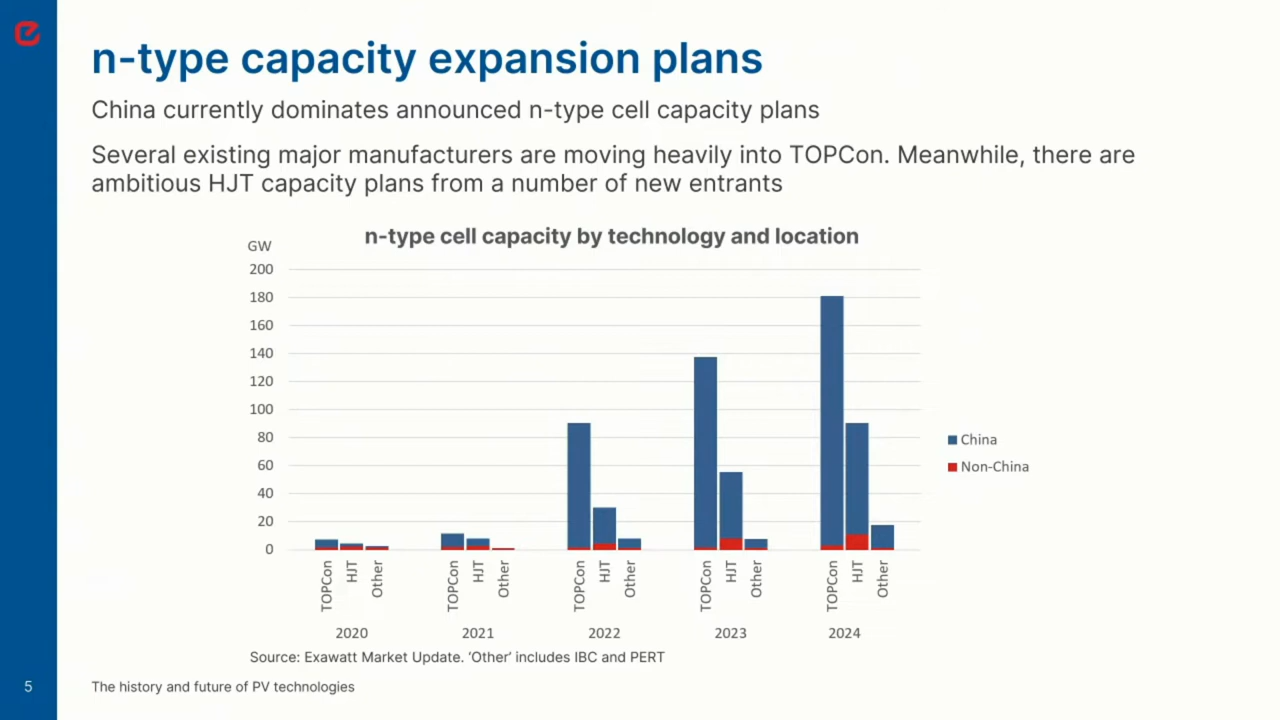 n-type capacity expansion plans
China currently dominates announced n-type cell capacity plans
Several existing major manufacturers are moving heavily into TOPCon. Meanwhile, there are
ambitious HJT capacity plans from a number of new entrants
n-type cell capacity by technology and location
GW
200
180
160
140
120
100
80
60
40
20
0
China
Non-China
TOPCon
HJT
Other
TOPCon
HJT
Other
TOPCon
HJT
Other
TOPCon
HJT
Other
TOPCon
HJT
Other
2020
2021
2022
2023
2024
Source: Exawatt Market Update. ‘Other’ includes IBC and PERT
5
The history and future of PV technologies